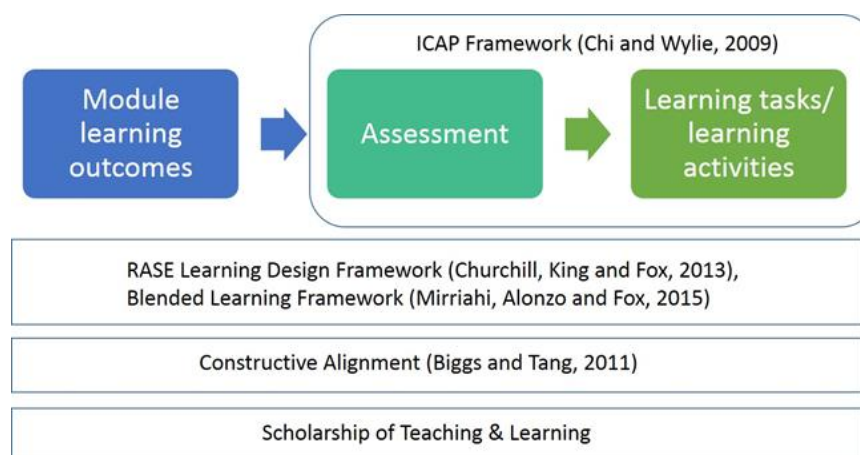 ICAP Framework (Chi and Wylie, 2009)
Module
learning
outcomes
Assessment
Learning tasks/
learning
activities
RASE Learning Design Framework (Churchill, King and Fox, 2013),
Blended Learning Framework (Mirriahi, Alonzo and Fox, 2015)
Constructive Alignment (Biggs and Tang, 2011)
Scholarship of Teaching & Learning